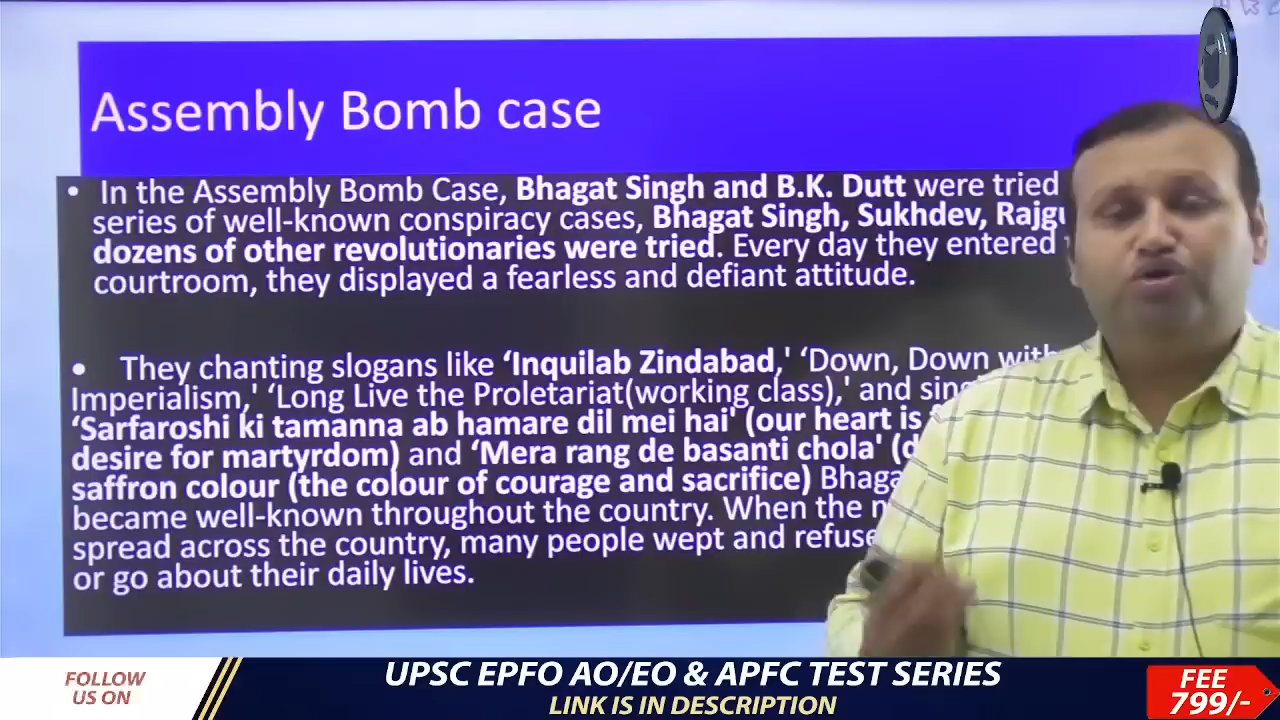 Assembly Bomb case
• In the Assembly Bomb Case, Bhagat Singh and B.K. Dutt were tried
series of well-known conspiracy cases, Bhagat Singh, Sukhdev,
dozens of other revolutionaries were tried. Every day they entered
courtroom, they displayed a fearless and defiant attitude.
• They chanting slogans like ‘Inquilab Zindabad,' ‘Down, Down with
Imperialism,' ‘Long Live the Proletariat(working class),' and
‘Sarfaroshi ki tamanna ab hamare dil mei hai' (our heart is
desire for martyrdom) and ‘Mera rang de basanti chola'
saffron colour (the colour of courage and sacrifice)
became well-known throughout the country. When the
spread across the country, many people wept and
or go about their daily lives.
FOLLOW
US ON
UPSC EPFO AO/EO & APFC TEST SERIES
LINK IS IN DESCRIPTION
FEE
799/-